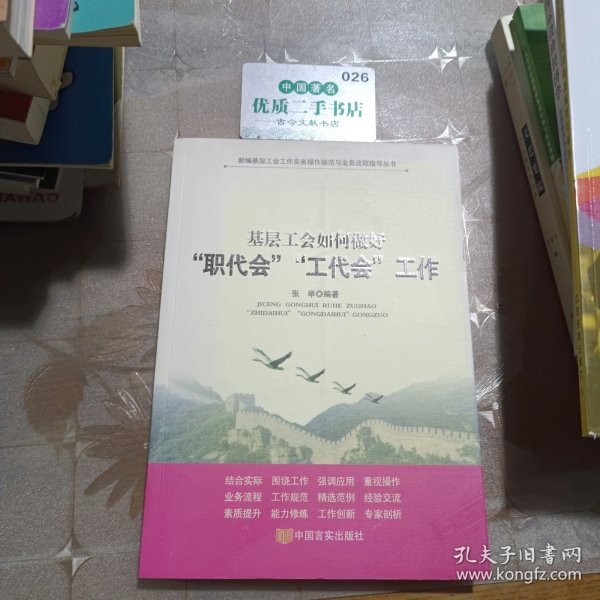 026
中国著名
优质二手书店
古今文献书店
新编基层工会工作实务操作规范与业务流程指导丛书
基层工会如何做好
“职代会”“工代会”工作
张 举◎编著
JICENG GONGHUI RUHE ZUOHAO
"ZHIDAIHUI" "GONGDAIHUI" GONGZUO
结合实际 围绕工作 强调应用 重视操作
业务流程 工作规范 精选范例 经验交流
素质提升 能力修炼 工作创新 专家剖析
中国言实出版社
孔夫子旧书网
www.kongfz.com